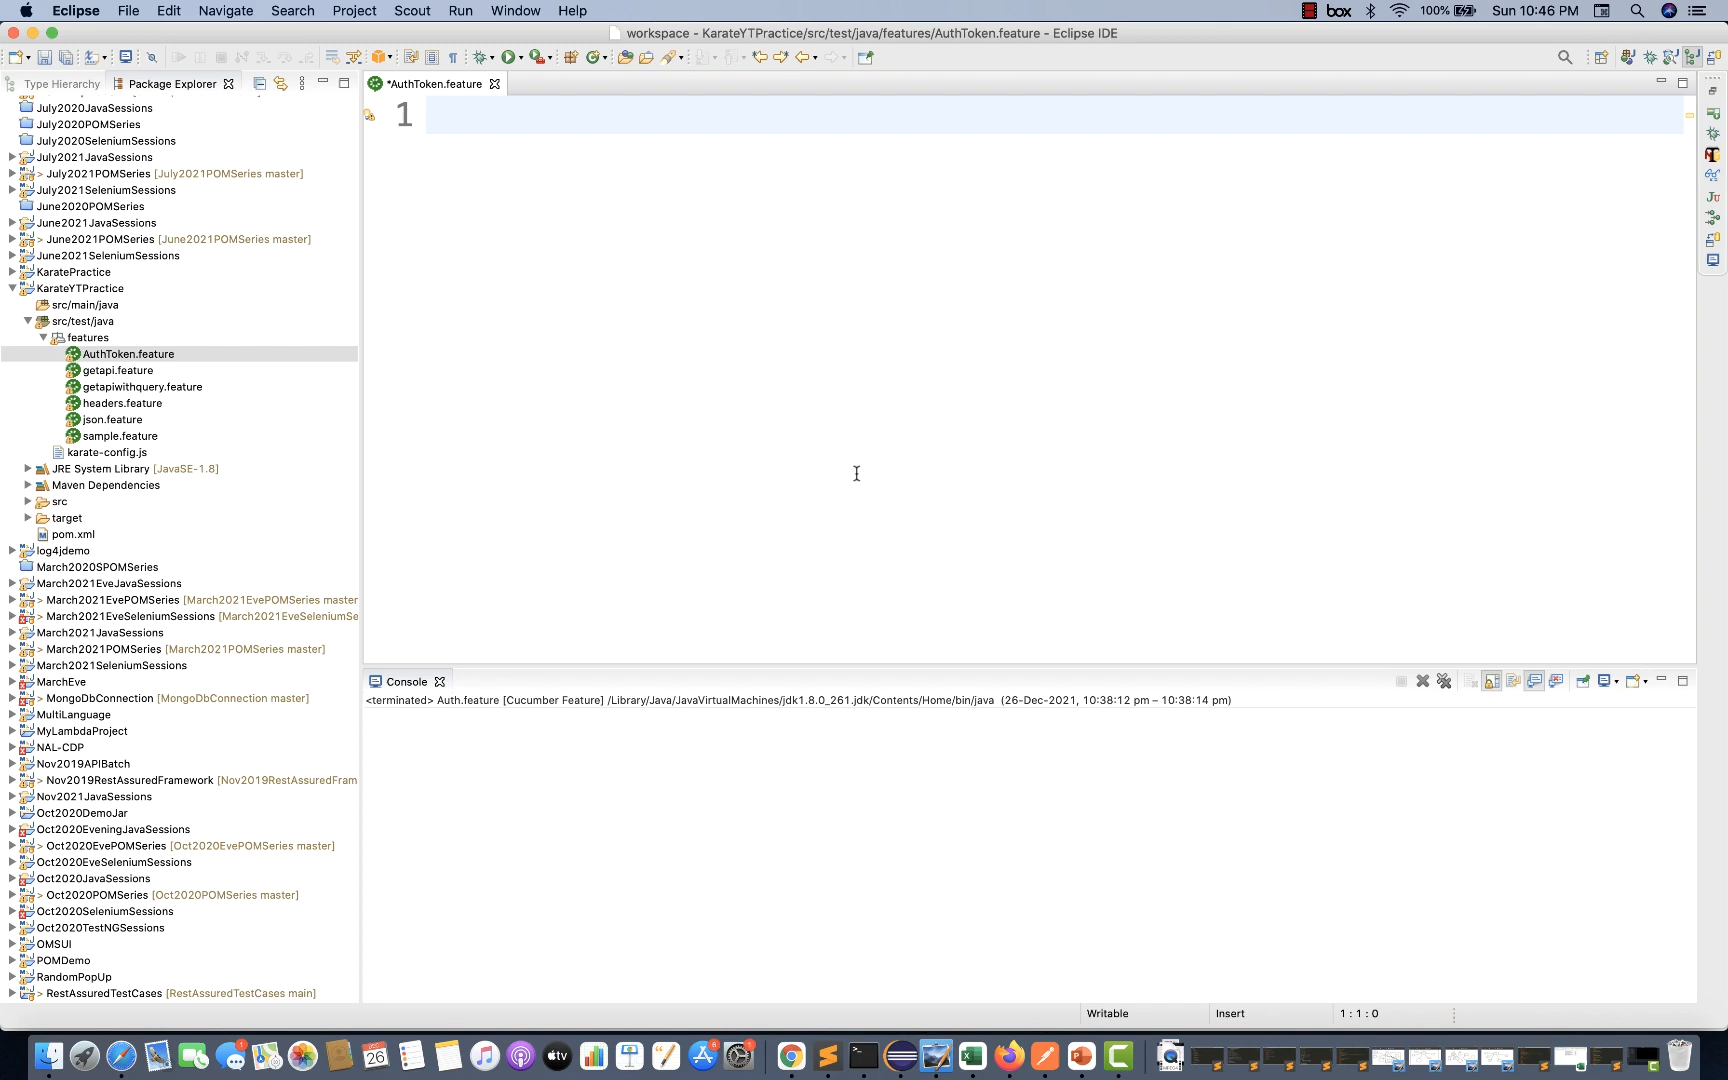 Eclipse File Edit Navigate Search Project Scout Run Window Help box 100% Sun 10:46 PM
workspace - KarateYTPractice/src/test/java/features/AuthToken.feature - Eclipse IDE
Type Hierarchy Package Explorer *AuthToken.feature
1
July2020JavaSessions
July2020POMSeries
July2020SeleniumSessions
July2021JavaSessions
> July2021POMSeries [July2021POMSeries master]
July2021SeleniumSessions
June2020POMSeries
June2021JavaSessions
> June2021POMSeries [June2021POMSeries master]
June2021SeleniumSessions
KaratePractice
KarateYTPractice
src/main/java
src/test/java
features
AuthToken.feature
getapi.feature
getapiwithquery.feature
headers.feature
json.feature
sample.feature
karate-config.js
JRE System Library [JavaSE-1.8]
Maven Dependencies
src
target
pom.xml
log4jdemo
March2020SPOMSeries
March2021EveJavaSessions
> March2021EvePOMSeries [March2021EvePOMSeries master
> March2021EveSeleniumSessions [March2021EveSeleniumSe
March2021JavaSessions
> March2021POMSeries [March2021POMSeries master]
March2021SeleniumSessions
MarchEve
> MongoDbConnection [MongoDbConnection master]
MultiLanguage
MyLambdaProject
NAL-CDP
Nov2019APIBatch
> Nov2019RestAssuredFramework [Nov2019RestAssuredFram
Nov2021JavaSessions
Oct2020DemoJar
Oct2020EveningJavaSessions
> Oct2020EvePOMSeries [Oct2020EvePOMSeries master]
Oct2020EveSeleniumSessions
Oct2020JavaSessions
> Oct2020POMSeries [Oct2020POMSeries master]
Oct2020SeleniumSessions
Oct2020TestNGSessions
OMSUI
POMDemo
RandomPopUp
> RestAssuredTestCases [RestAssuredTestCases main]
Console
<terminated> Auth.feature [Cucumber Feature] /Library/Java/JavaVirtualMachines/jdk1.8.0_261.jdk/Contents/Home/bin/java (26-Dec-2021, 10:38:12 pm – 10:38:14 pm)
Writable Insert 1 : 1 : 0